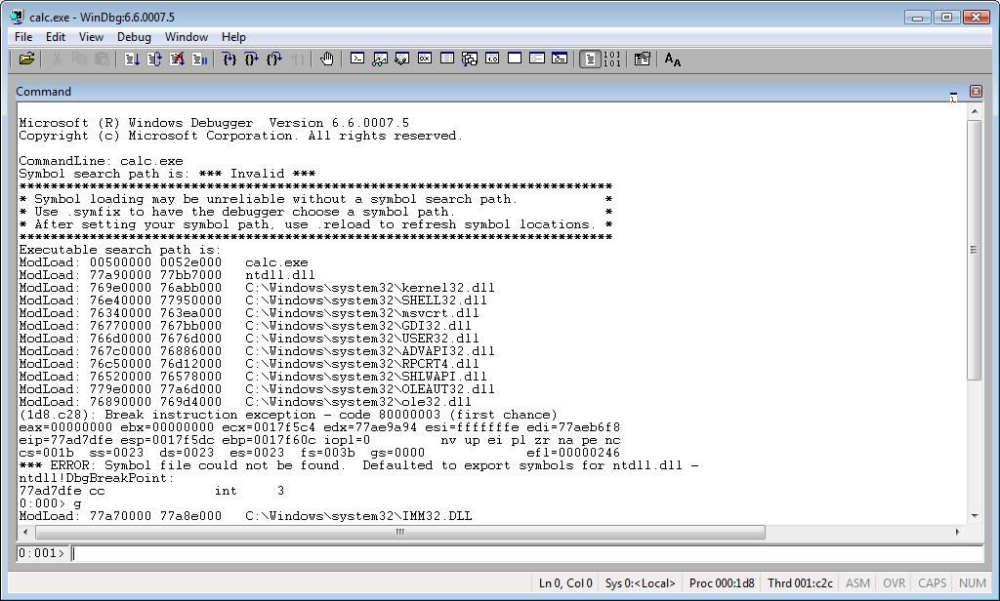 calc.exe - WinDbg:6.6.0007.5
File Edit View Debug Window Help
Command
Microsoft (R) Windows Debugger  Version 6.6.0007.5
Copyright (c) Microsoft Corporation. All rights reserved.
CommandLine: calc.exe
Symbol search path is: *** Invalid ***
****************************************************************************
* Symbol loading may be unreliable without a symbol search path.           *
* Use .symfix to have the debugger choose a symbol path.                   *
* After setting your symbol path, use .reload to refresh symbol locations. *
****************************************************************************
Executable search path is:
ModLoad: 00500000 0052e000   calc.exe
ModLoad: 77a90000 77bb7000   ntdll.dll
ModLoad: 769e0000 76abb000   C:\Windows\system32\kernel32.dll
ModLoad: 76e40000 77950000   C:\Windows\system32\SHELL32.dll
ModLoad: 76340000 763ea000   C:\Windows\system32\msvcrt.dll
ModLoad: 76770000 767bb000   C:\Windows\system32\GDI32.dll
ModLoad: 766d0000 7676d000   C:\Windows\system32\USER32.dll
ModLoad: 767c0000 76886000   C:\Windows\system32\ADVAPI32.dll
ModLoad: 76c50000 76d12000   C:\Windows\system32\RPCRT4.dll
ModLoad: 76520000 76578000   C:\Windows\system32\SHLWAPI.dll
ModLoad: 779e0000 77a6d000   C:\Windows\system32\OLEAUT32.dll
ModLoad: 76890000 769d4000   C:\Windows\system32\ole32.dll
(1d8.c28): Break instruction exception - code 80000003 (first chance)
eax=00000000 ebx=00000000 ecx=0017f5c4 edx=77ae9a94 esi=fffffffe edi=77aeb6f8
eip=77ad7dfe esp=0017f5dc ebp=0017f60c iopl=0         nv up ei pl zr na pe nc
cs=001b  ss=0023  ds=0023  es=0023  fs=003b  gs=0000             efl=00000246
*** ERROR: Symbol file could not be found.  Defaulted to export symbols for ntdll.dll -
ntdll!DbgBreakPoint:
77ad7dfe cc              int     3
0:000> g
ModLoad: 77a70000 77a8e000   C:\Windows\system32\IMM32.DLL
0:001>
Ln 0, Col 0 Sys 0:<Local> Proc 000:1d8 Thrd 001:c2c ASM OVR CAPS NUM